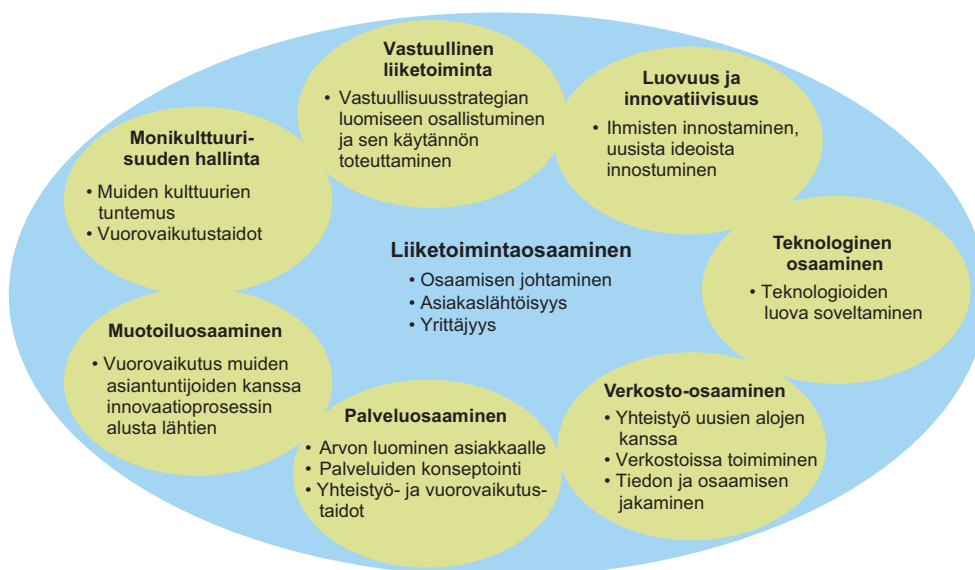 Vastuullinen
liiketoiminta
• Vastuullisuusstrategian
luomiseen osallistuminen
ja sen käytännön
toteuttaminen
Luovuus ja
innovatiivisuus
• Ihmisten innostaminen,
uusista ideoista
innostuminen
Monikulttuuri-
suuden hallinta
• Muiden kulttuurien
tuntemus
• Vuorovaikutustaidot
Liiketoimintaosaaminen
• Osaamisen johtaminen
• Asiakaslähtöisyys
• Yrittäjyys
Teknologinen
osaaminen
• Teknologioiden
luova soveltaminen
Muotoiluosaaminen
• Vuorovaikutus muiden
asiantuntijoiden kanssa
innovaatioprosessin
alusta lähtien
Palveluosaaminen
• Arvon luominen asiakkaalle
• Palveluiden konseptointi
• Yhteistyö- ja vuorovaikutus-
taidot
Verkosto-osaaminen
• Yhteistyö uusien alojen
kanssa
• Verkostoissa toimiminen
• Tiedon ja osaamisen
jakaminen